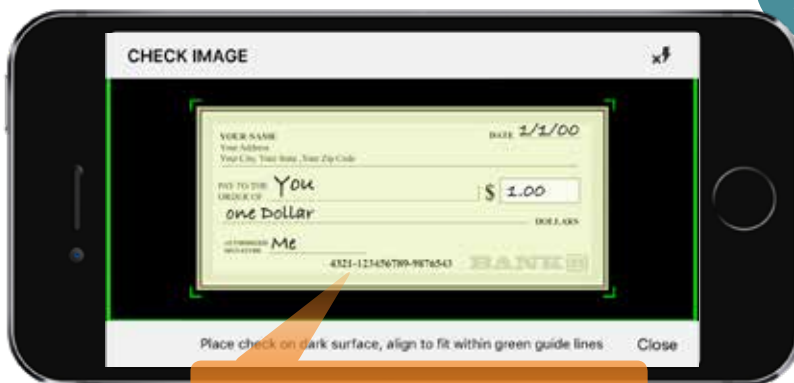 CHECK IMAGE
YOUR NAME
Your Address
Your City, Your State, Your Zip Code
DATE 1/1/00
PAY TO THE
ORDER OF You $ 1.00
one Dollar DOLLARS
AUTHORIZED
SIGNATURE Me
4321-123456789-9876543 BANK
Place check on dark surface, align to fit within green guide lines Close